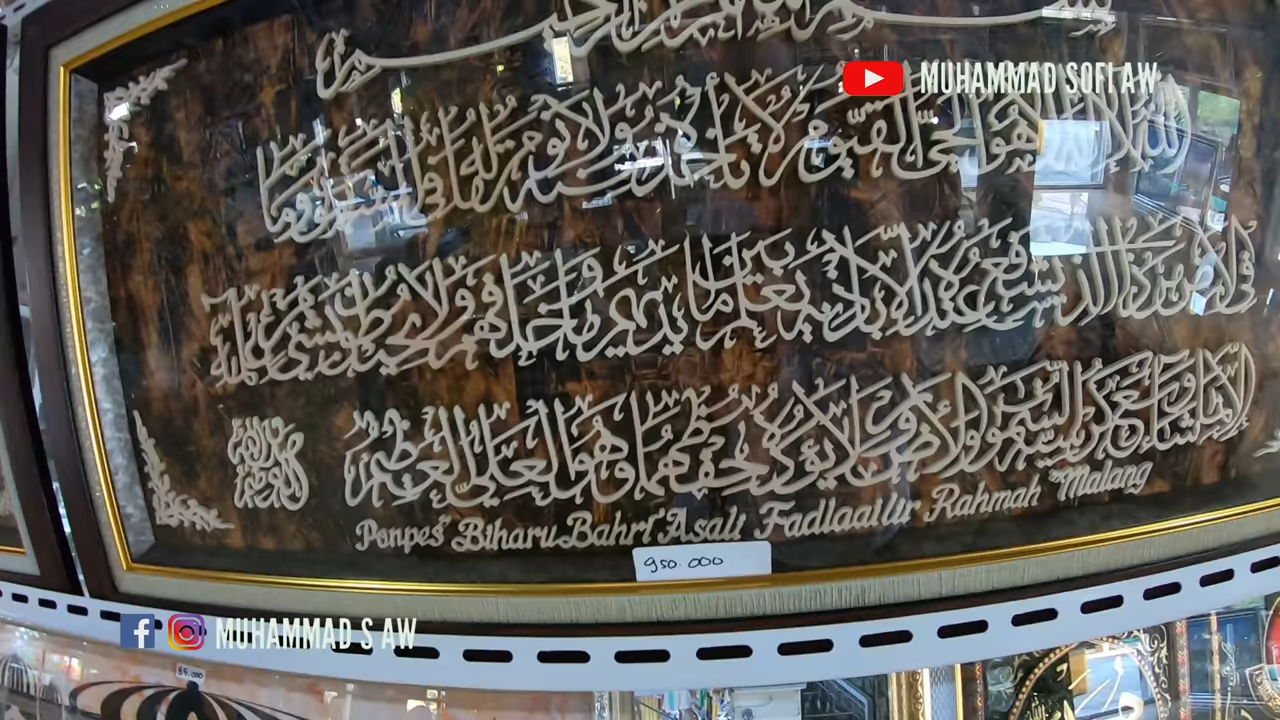 بسم الله الرحمن الرحيم
MUHAMMAD SOFI AW
الله لا إله إلا هو الحي القيوم لا تأخذه سنة ولا نوم له ما في السموات وما
في الأرض من ذا الذي يشفع عنده إلا بإذنه يعلم ما بين أيديهم وما خلفهم ولا يحيطون بشيء من علمه
إلا بما شاء وسع كرسيه السموات والأرض ولا يؤده حفظهما وهو العلي العظيم
Ponpes Biharu Bahri Asali Fadlaailir Rahmah Malang
950.000
MUHAMMAD S AW